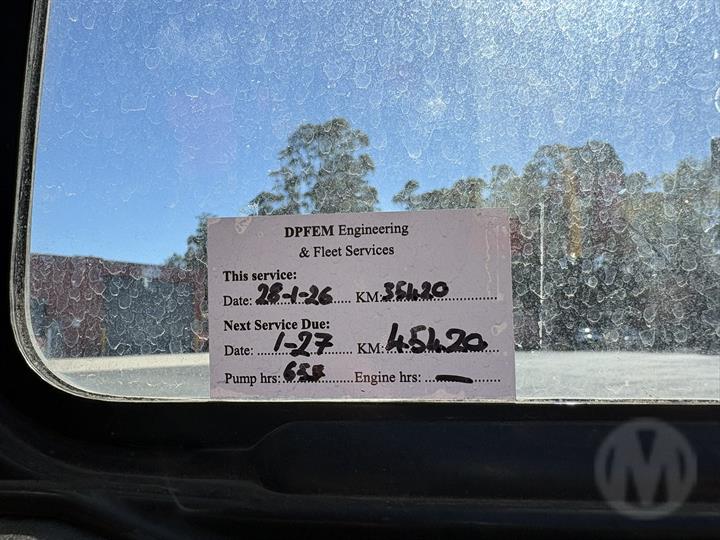 DPFEM Engineering
& Fleet Services
This service:
Date: 28-1-26 KM: 35420
Next Service Due:
Date: 1-27 KM: 45420
Pump hrs: Engine hrs: —
M